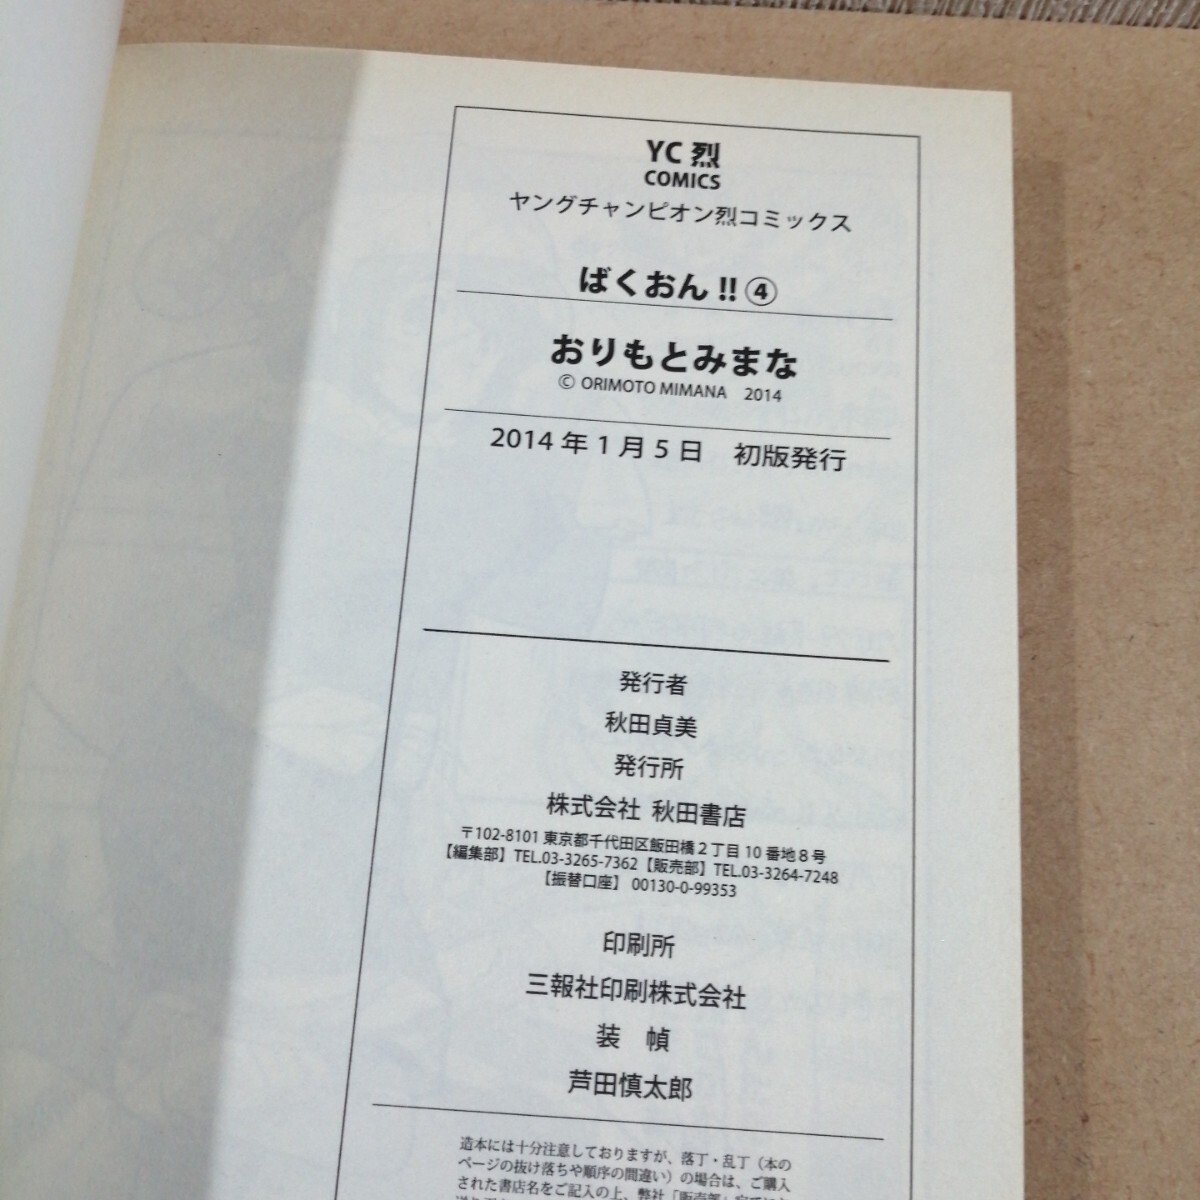 YC 烈
COMICS
ヤングチャンピオン烈コミックス
ばくおん!!④
おりもとみまな
© ORIMOTO MIMANA 2014
2014年1月5日 初版発行
発行者
秋田貞美
発行所
株式会社 秋田書店
〒102-8101 東京都千代田区飯田橋2丁目10番地8号
【編集部】TEL.03-3265-7362【販売部】TEL.03-3264-7248
【振替口座】 00130-0-99353
印刷所
三報社印刷株式会社
装 幀
芦田慎太郎
造本には十分注意しておりますが、落丁・乱丁（本の
ページの抜け落ちや順序の間違い）の場合は、ご購入
された書店名をご記入の上、弊社「販売部」宛